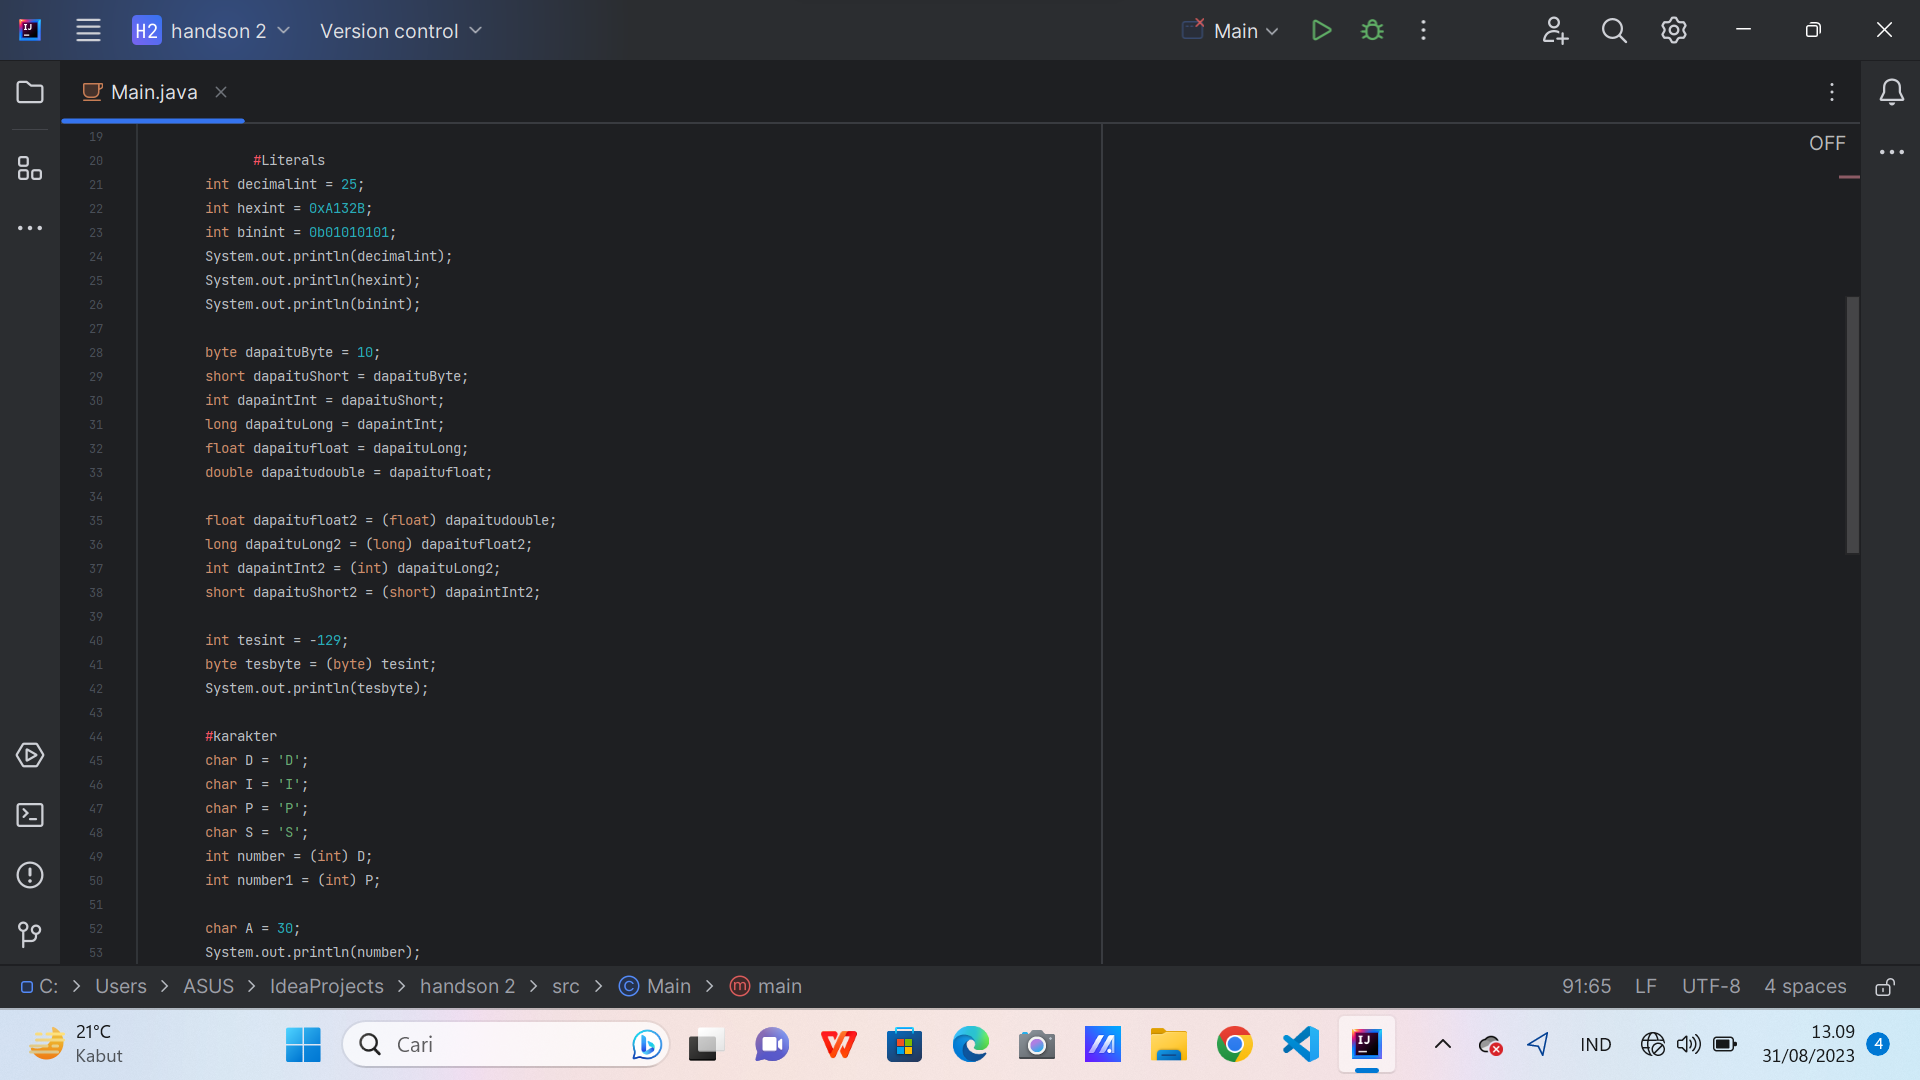 H2 handson 2 Version control Main
Main.java
OFF
19
20 #Literals
21 int decimalint = 25;
22 int hexint = 0xA132B;
23 int binint = 0b01010101;
24 System.out.println(decimalint);
25 System.out.println(hexint);
26 System.out.println(binint);
27
28 byte dapaituByte = 10;
29 short dapaituShort = dapaituByte;
30 int dapaintInt = dapaituShort;
31 long dapaituLong = dapaintInt;
32 float dapaitufloat = dapaituLong;
33 double dapaitudouble = dapaitufloat;
34
35 float dapaitufloat2 = (float) dapaitudouble;
36 long dapaituLong2 = (long) dapaitufloat2;
37 int dapaintInt2 = (int) dapaituLong2;
38 short dapaituShort2 = (short) dapaintInt2;
39
40 int tesint = -129;
41 byte tesbyte = (byte) tesint;
42 System.out.println(tesbyte);
43
44 #karakter
45 char D = 'D';
46 char I = 'I';
47 char P = 'P';
48 char S = 'S';
49 int number = (int) D;
50 int number1 = (int) P;
51
52 char A = 30;
53 System.out.println(number);
C: > Users > ASUS > IdeaProjects > handson 2 > src > Main > main 91:65 LF UTF-8 4 spaces
21°C
Kabut
Cari
IND
13.09
31/08/2023
4